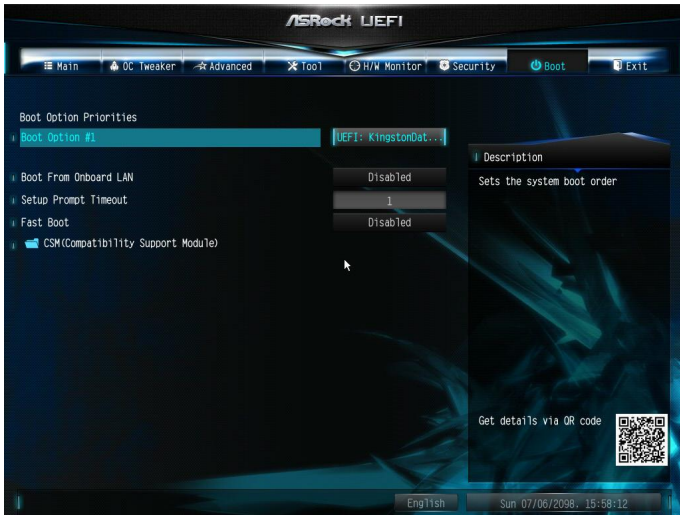 ASRock UEFI
Main OC Tweaker Advanced Tool H/W Monitor Security Boot Exit
Boot Option Priorities
Boot Option #1 UEFI: KingstonDat...
Boot From Onboard LAN Disabled
Setup Prompt Timeout 1
Fast Boot Disabled
CSM(Compatibility Support Module)
Description
Sets the system boot order
Get details via QR code
English Sun 07/06/2098. 15:58:12